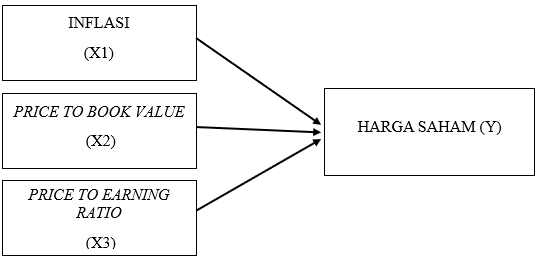 INFLASI
(X1)
PRICE TO BOOK VALUE
(X2)
PRICE TO EARNING
RATIO
(X3)
HARGA SAHAM (Y)